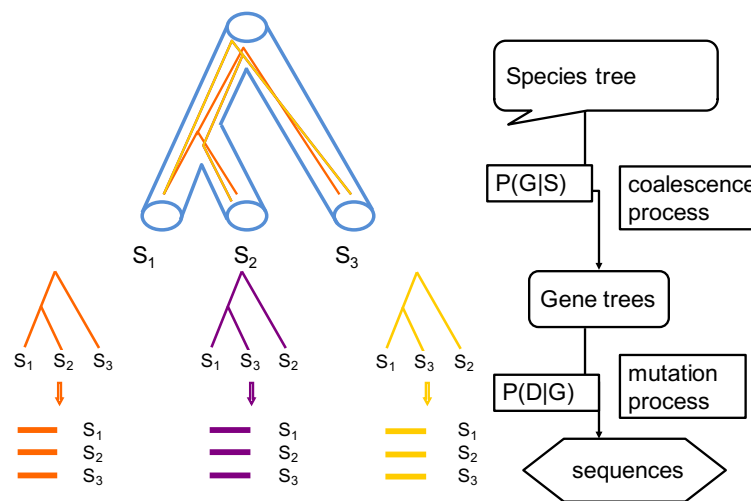 Species tree
P(G|S)
coalescence
process
S₁ S₂ S₃
Gene trees
S₁ S₂ S₃
S₁ S₃ S₂
S₁ S₃ S₂
P(D|G)
mutation
process
S₁
S₂
S₃
S₁
S₂
S₃
S₁
S₂
S₃
sequences